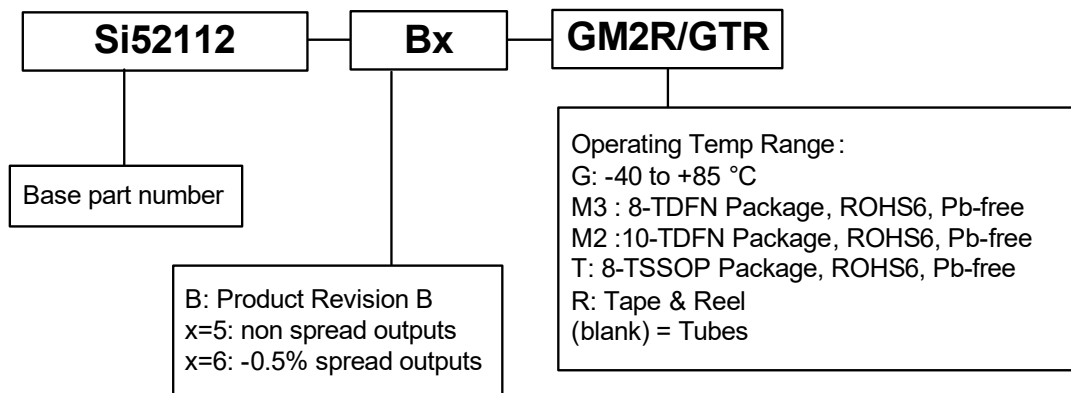 Si52112
Bx
GM2R/GTR
Base part number
B: Product Revision B
x=5: non spread outputs
x=6: -0.5% spread outputs
Operating Temp Range :
G: -40 to +85 °C
M3 : 8-TDFN Package, ROHS6, Pb-free
M2 :10-TDFN Package, ROHS6, Pb-free
T: 8-TSSOP Package, ROHS6, Pb-free
R: Tape & Reel
(blank) = Tubes